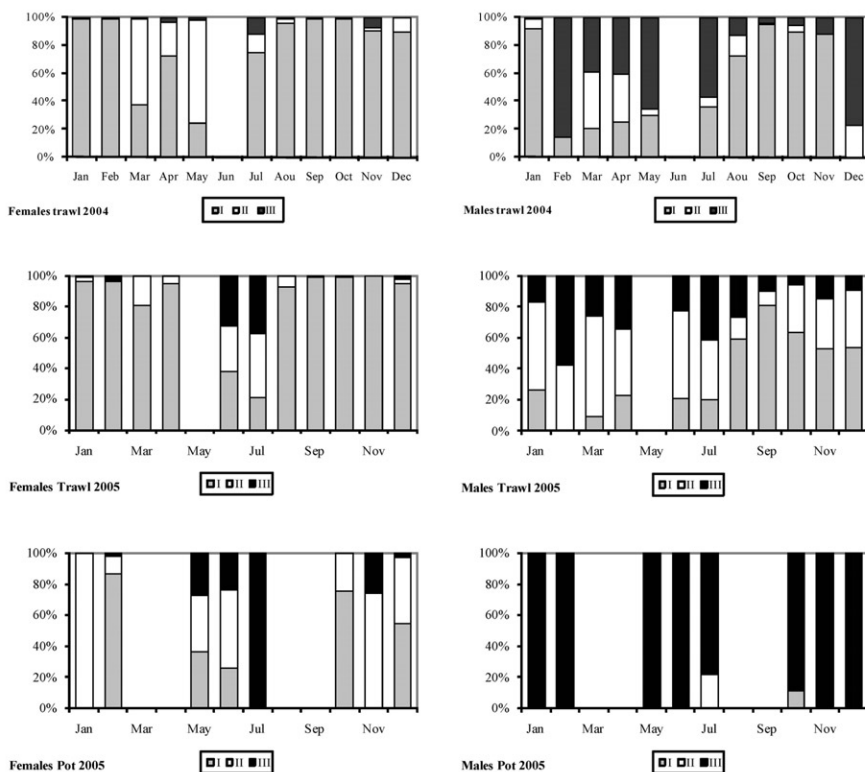 100%
80%
60%
40%
20%
0%
Jan Feb Mar Apr May Jun Jul Aou Sep Oct Nov Dec
Females trawl 2004
I II III
100%
80%
60%
40%
20%
0%
Jan Feb Mar Apr May Jun Jul Aou Sep Oct Nov Dec
Males trawl 2004
I II III
100%
80%
60%
40%
20%
0%
Jan Mar May Jul Sep Nov
Females Trawl 2005
I II III
100%
80%
60%
40%
20%
0%
Jan Mar May Jul Sep Nov
Males Trawl 2005
I II III
100%
80%
60%
40%
20%
0%
Jan Mar May Jul Sep Nov
Females Pot 2005
I II III
100%
80%
60%
40%
20%
0%
Jan Mar May Jul Sep Nov
Males Pot 2005
I II III